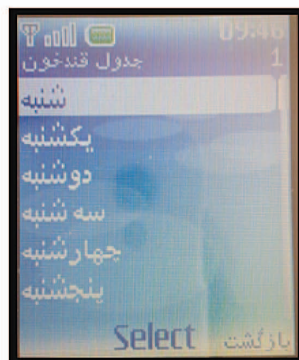 09:46
جدول قندخون 1
شنبه
یکشنبه
دوشنبه
سه شنبه
چهارشنبه
پنجشنبه
Select بازگشت